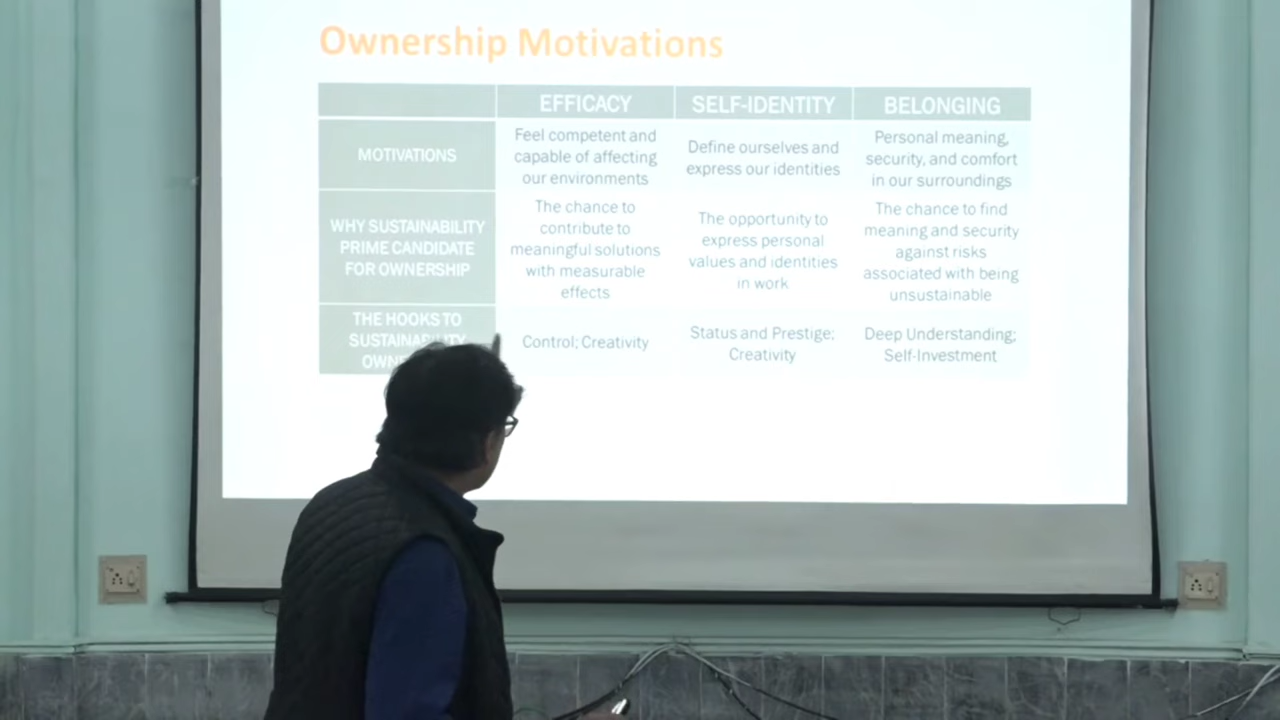 Ownership Motivations
EFFICACY
SELF-IDENTITY
BELONGING
MOTIVATIONS
Feel competent and
capable of affecting
our environments
Define ourselves and
express our identities
Personal meaning,
security, and comfort
in our surroundings
WHY SUSTAINABILITY
PRIME CANDIDATE
FOR OWNERSHIP
The chance to
contribute to
meaningful solutions
with measurable
effects
The opportunity to
express personal
values and identities
in work
The chance to find
meaning and security
against risks
associated with being
unsustainable
THE HOOKS TO
SUSTAINABILITY
Control; Creativity
Status and Prestige;
Creativity
Deep Understanding;
Self-Investment